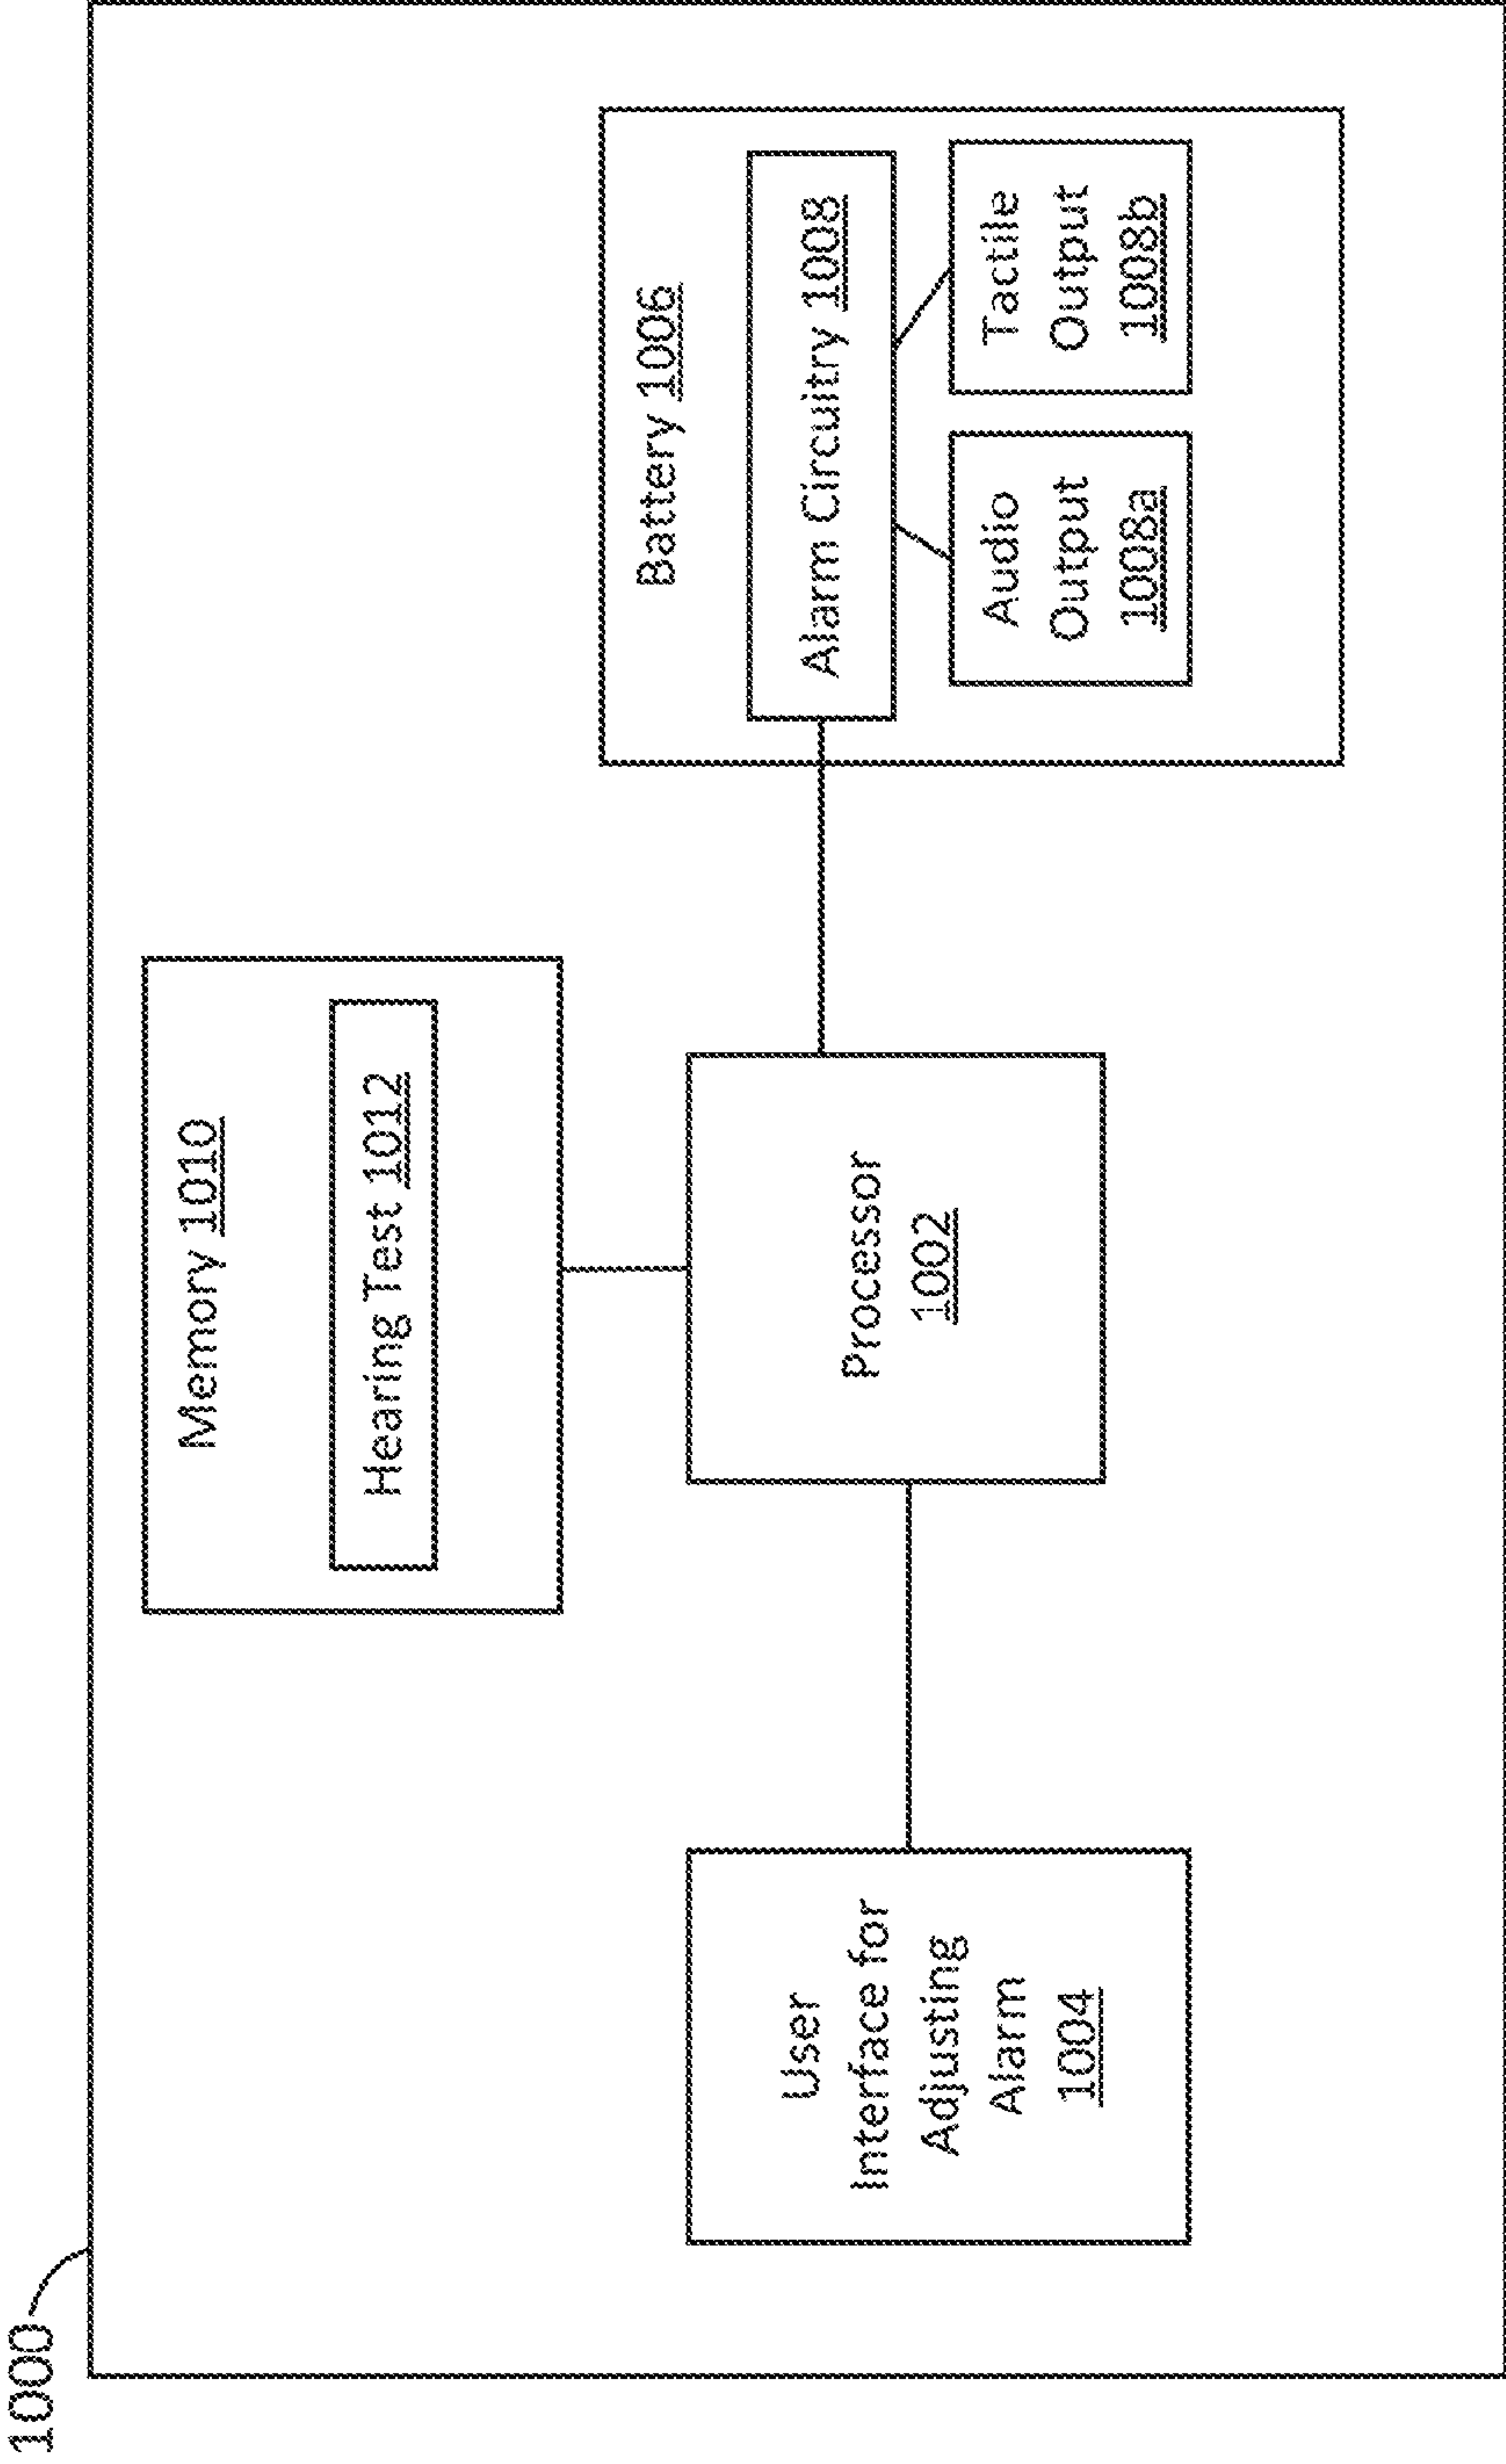 1000
Memory 1010
Hearing Test 1012
User
Interface for
Adjusting
Alarm
1004
Processor
1002
Battery 1006
Alarm Circuitry 1008
Audio
Output
1008a
Tactile
Output
1008b